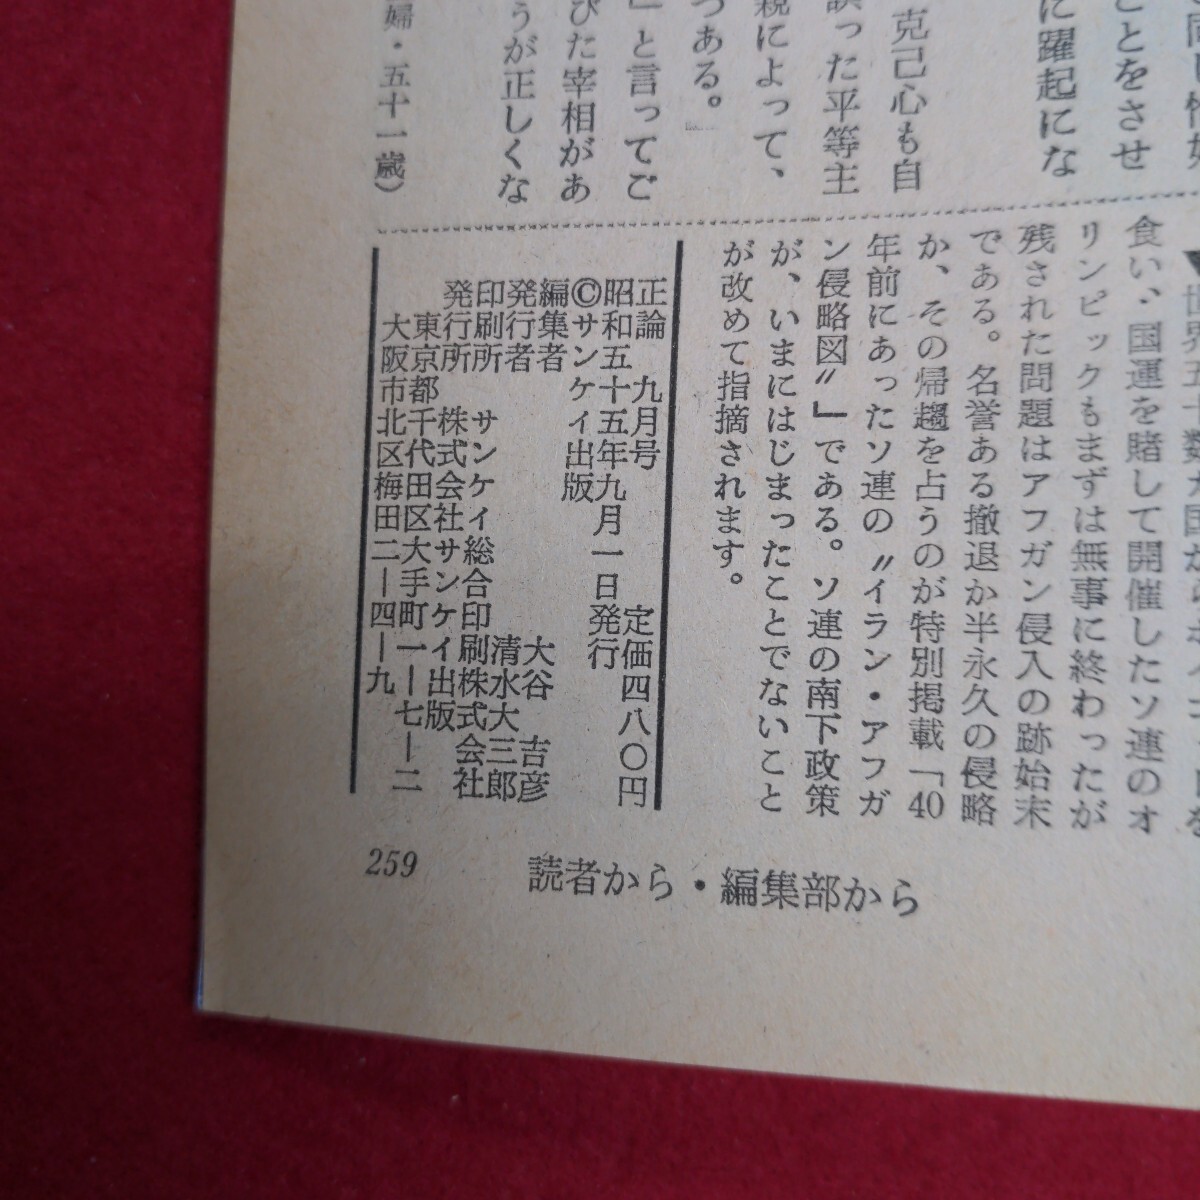 ことをさせ
に躍起にな
克己心も自
った平等主
親によって、
つある。』
」と言ってご
びた宰相があ
うが正しくな
婦・五十一歳）
食い、国運を賭して開催したソ連のオ
リンピックもまずは無事に終わったが
残された問題はアフガン侵入の跡始末
である。名誉ある撤退か半永久の侵略
か、その帰趨を占うのが特別掲載「40
年前にあったソ連の〝イラン・アフガ
ン侵略図〟」である。ソ連の南下政策
が、いまにはじまったことでないこと
が改めて指摘されます。
正論　九月号　定価四八〇円
昭和五十五年九月一日発行
©サンケイ出版
編集者　大谷　吉彦
発行者　清水大三郎
印刷所　サンケイ総合印刷株式会社
発行所　株式会社サンケイ出版
東京都千代田区大手町一ー七ー二
大阪市北区梅田二ー四ー九
259
読者から・編集部から